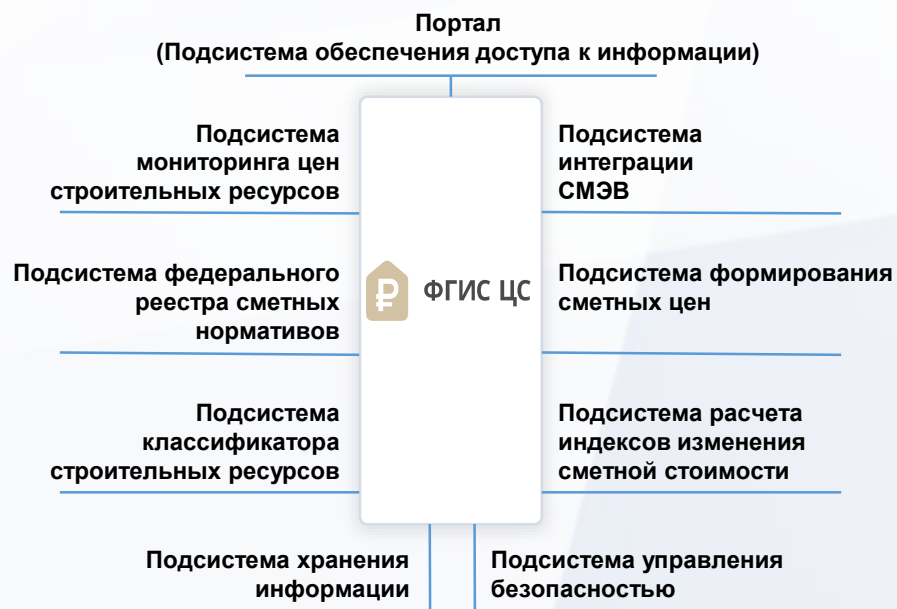 Портал
(Подсистема обеспечения доступа к информации)
Подсистема
мониторинга цен
строительных ресурсов
Подсистема
интеграции
СМЭВ
Подсистема федерального
реестра сметных
нормативов
ФГИС ЦС
Подсистема формирования
сметных цен
Подсистема
классификатора
строительных ресурсов
Подсистема расчета
индексов изменения
сметной стоимости
Подсистема хранения
информации
Подсистема управления
безопасностью